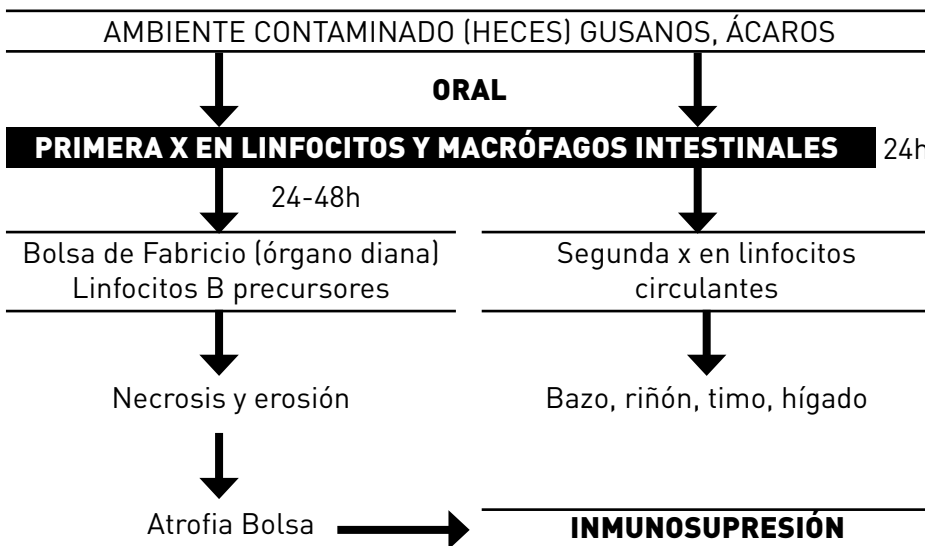 AMBIENTE CONTAMINADO (HECES) GUSANOS, ÁCAROS
ORAL
PRIMERA X EN LINFOCITOS Y MACRÓFAGOS INTESTINALES
24h
24-48h
Bolsa de Fabricio (órgano diana)
Linfocitos B precursores
Segunda x en linfocitos
circulantes
Necrosis y erosión
Bazo, riñón, timo, hígado
Atrofia Bolsa
INMUNOSUPRESIÓN